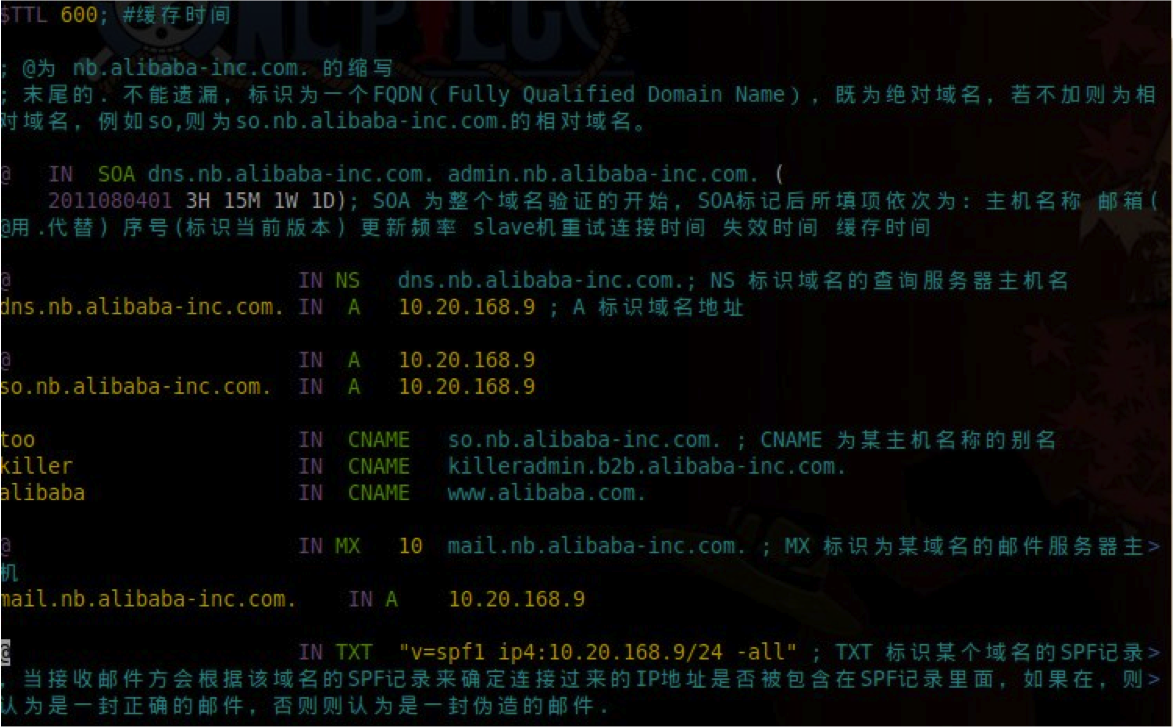 $TTL 600; #缓存时间
; @为 nb.alibaba-inc.com. 的缩写
; 末尾的. 不能遗漏, 标识为一个FQDN（Fully Qualified Domain Name）, 既为绝对域名, 若不加则为相
对域名, 例如so,则为so.nb.alibaba-inc.com.的相对域名。
@ IN SOA dns.nb.alibaba-inc.com. admin.nb.alibaba-inc.com. (
2011080401 3H 15M 1W 1D); SOA 为整个域名验证的开始, SOA标记后所填项依次为: 主机名称 邮箱(
@用.代替) 序号(标识当前版本) 更新频率 slave机重试连接时间 失效时间 缓存时间
@ IN NS dns.nb.alibaba-inc.com.; NS 标识域名的查询服务器主机名
dns.nb.alibaba-inc.com. IN A 10.20.168.9 ; A 标识域名地址
@ IN A 10.20.168.9
so.nb.alibaba-inc.com. IN A 10.20.168.9
too IN CNAME so.nb.alibaba-inc.com. ; CNAME 为某主机名称的别名
killer IN CNAME killeradmin.b2b.alibaba-inc.com.
alibaba IN CNAME www.alibaba.com.
@ IN MX 10 mail.nb.alibaba-inc.com. ; MX 标识为某域名的邮件服务器主>
机
mail.nb.alibaba-inc.com. IN A 10.20.168.9
@ IN TXT "v=spf1 ip4:10.20.168.9/24 -all" ; TXT 标识某个域名的SPF记录>
, 当接收邮件方会根据该域名的SPF记录来确定连接过来的IP地址是否被包含在SPF记录里面, 如果在, 则>
认为是一封正确的邮件, 否则则认为是一封伪造的邮件.